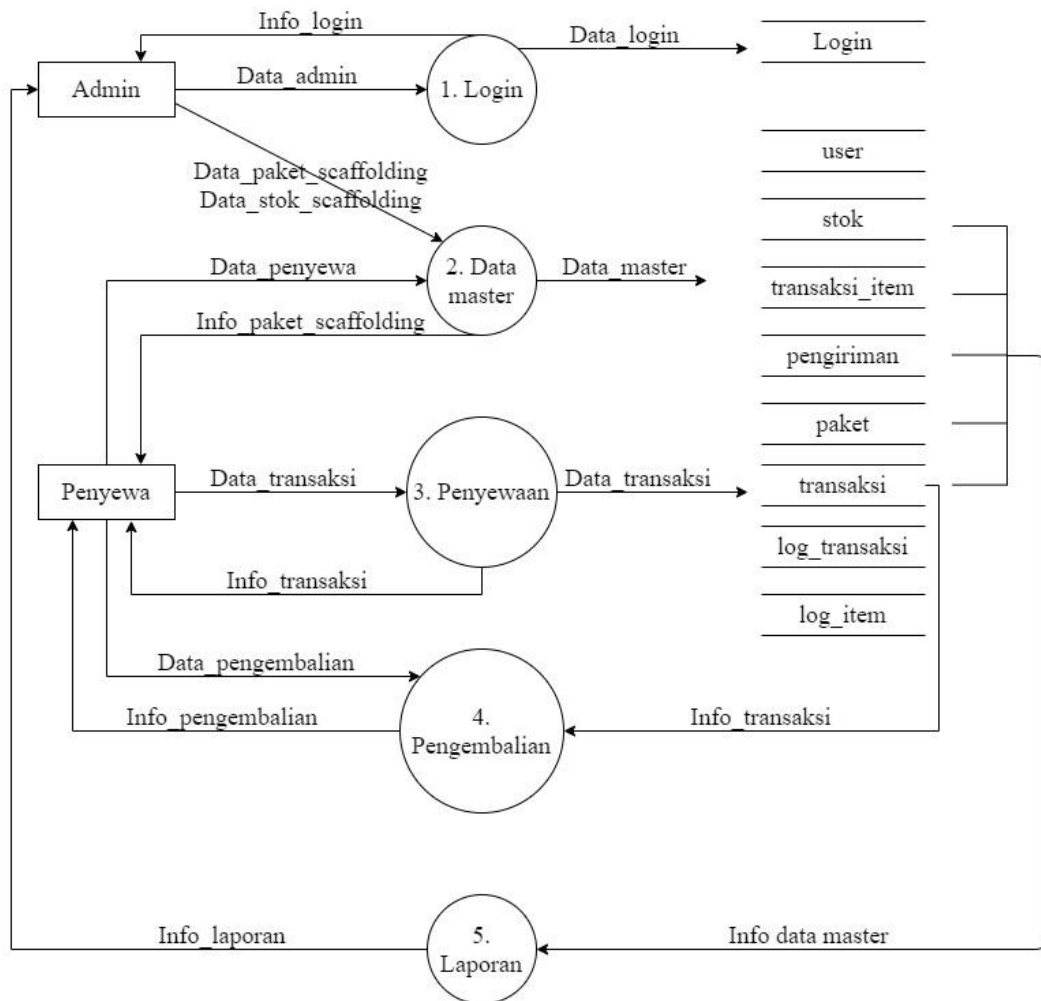 Info_login
Data_login
Login
Admin
Data_admin
1. Login
user
Data_paket_scaffolding
Data_stok_scaffolding
stok
Data_penyewa
2. Data
master
Data_master
transaksi_item
Info_paket_scaffolding
pengiriman
paket
Penyewa
Data_transaksi
3. Penyewaan
Data_transaksi
transaksi
log_transaksi
Info_transaksi
log_item
Data_pengembalian
Info_pengembalian
4.
Pengembalian
Info_transaksi
Info_laporan
5.
Laporan
Info data master